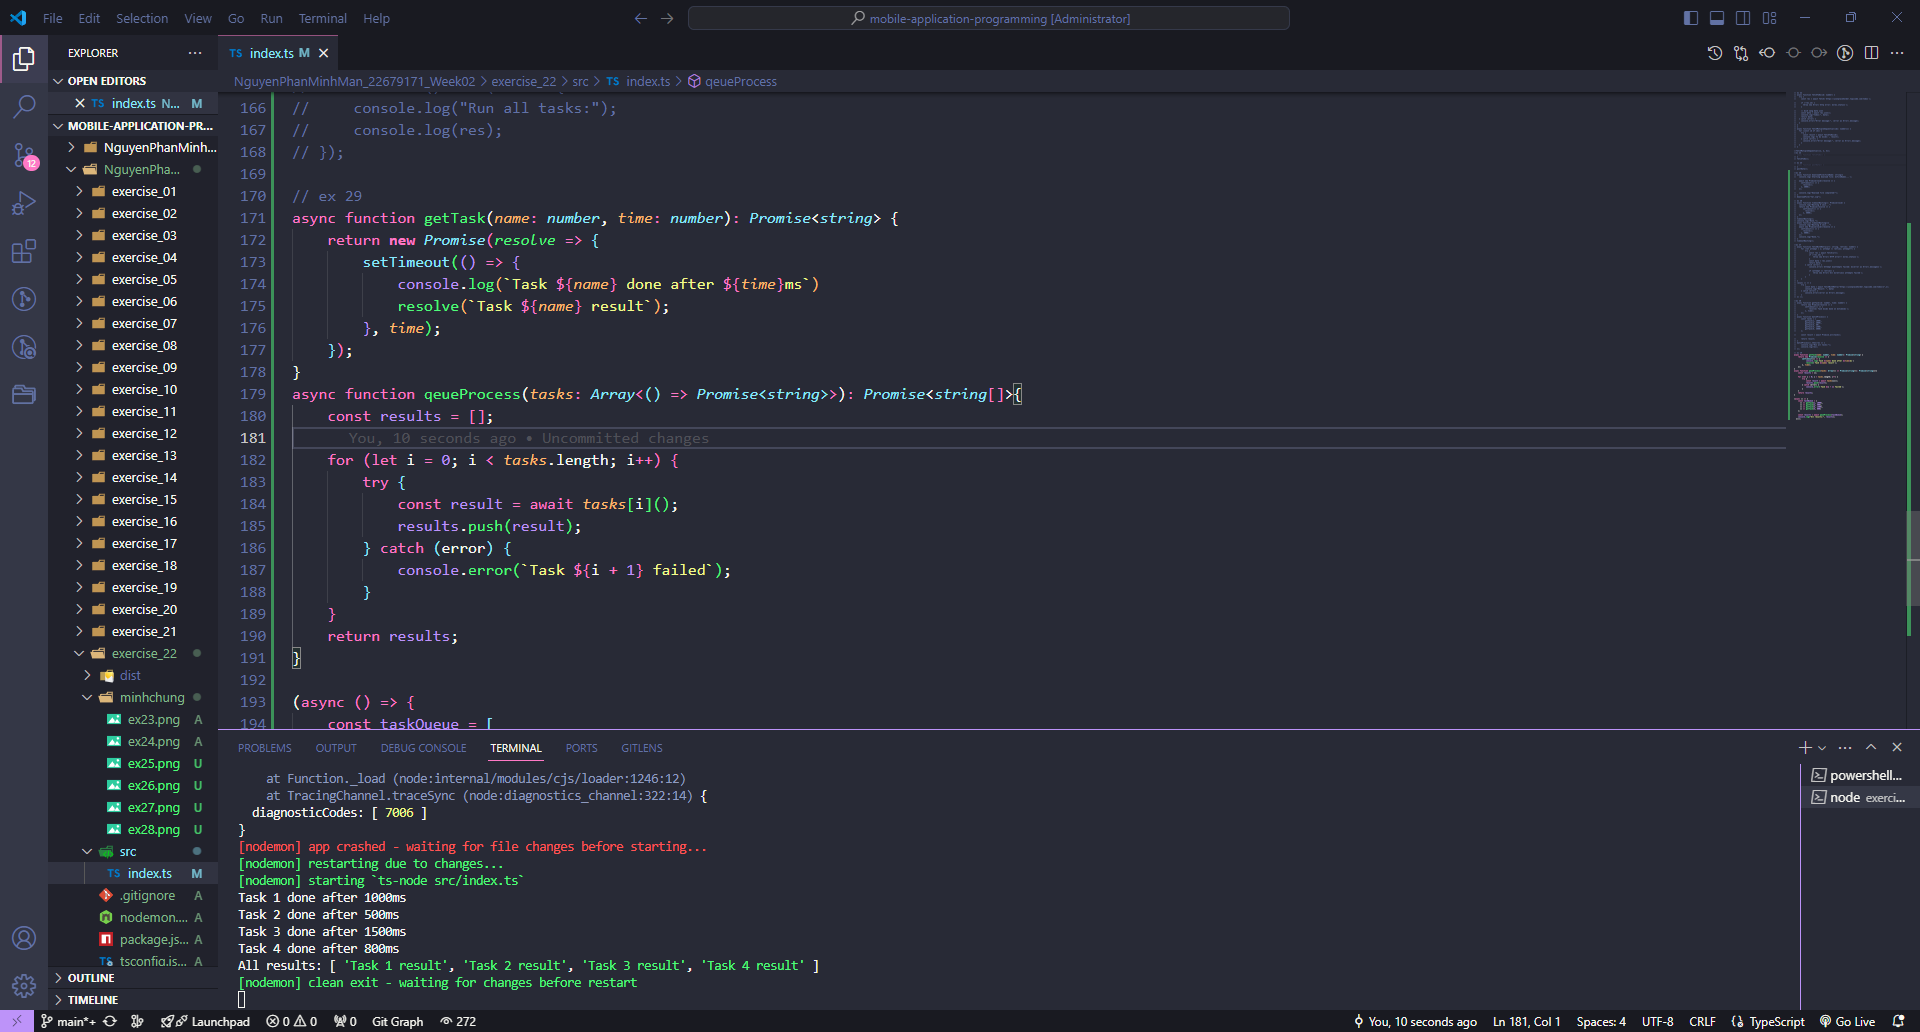 File Edit Selection View Go Run Terminal Help
mobile-application-programming [Administrator]
EXPLORER
OPEN EDITORS
TS index.ts N... M
MOBILE-APPLICATION-PR...
NguyenPhanMinh...
NguyenPha...
exercise_01
exercise_02
exercise_03
exercise_04
exercise_05
exercise_06
exercise_07
exercise_08
exercise_09
exercise_10
exercise_11
exercise_12
exercise_13
exercise_14
exercise_15
exercise_16
exercise_17
exercise_18
exercise_19
exercise_20
exercise_21
exercise_22
dist
minhchung
ex23.png A
ex24.png A
ex25.png U
ex26.png U
ex27.png U
ex28.png U
src
TS index.ts M
.gitignore A
nodemon.... A
package.js... A
TS tsconfig.js... A
OUTLINE
TIMELINE
12
TS index.ts M
NguyenPhanMinhMan_22679171_Week02 > exercise_22 > src > TS index.ts > qeueProcess
166 //     console.log("Run all tasks:");
167 //     console.log(res);
168 // });
169
170 // ex 29
171 async function getTask(name: number, time: number): Promise<string> {
172     return new Promise(resolve => {
173         setTimeout(() => {
174             console.log(`Task ${name} done after ${time}ms`)
175             resolve(`Task ${name} result`);
176         }, time);
177     });
178 }
179 async function qeueProcess(tasks: Array<() => Promise<string>>): Promise<string[]>{
180     const results = [];
181 You, 10 seconds ago • Uncommitted changes
182     for (let i = 0; i < tasks.length; i++) {
183         try {
184             const result = await tasks[i]();
185             results.push(result);
186         } catch (error) {
187             console.error(`Task ${i + 1} failed`);
188         }
189     }
190     return results;
191 }
192
193 (async () => {
194     const taskQueue = [
PROBLEMS OUTPUT DEBUG CONSOLE TERMINAL PORTS GITLENS
at Function._load (node:internal/modules/cjs/loader:1246:12)
at TracingChannel.traceSync (node:diagnostics_channel:322:14) {
diagnosticCodes: [ 7006 ]
}
[nodemon] app crashed - waiting for file changes before starting...
[nodemon] restarting due to changes...
[nodemon] starting `ts-node src/index.ts`
Task 1 done after 1000ms
Task 2 done after 500ms
Task 3 done after 1500ms
Task 4 done after 800ms
All results: [ 'Task 1 result', 'Task 2 result', 'Task 3 result', 'Task 4 result' ]
[nodemon] clean exit - waiting for changes before restart
powershell...
node exerci...
main*+ Launchpad 0 0 0 Git Graph 272
You, 10 seconds ago Ln 181, Col 1 Spaces: 4 UTF-8 CRLF {} TypeScript Go Live